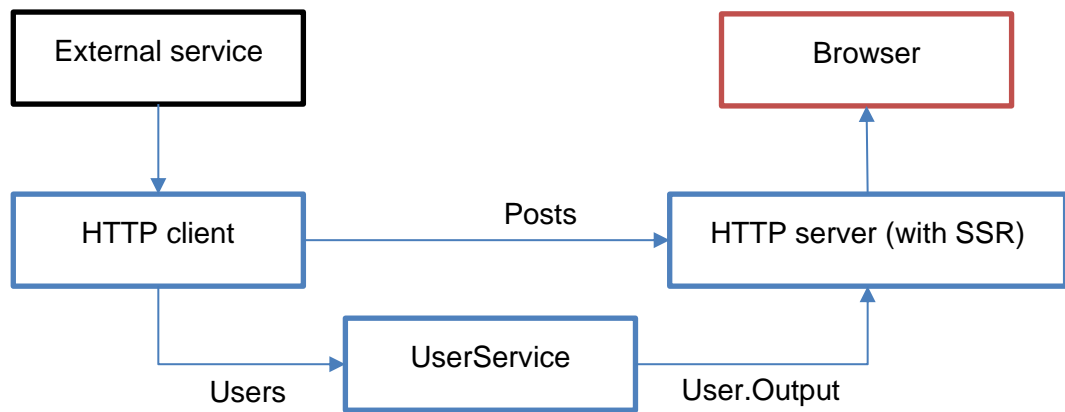 External service
Browser
Posts
HTTP client
HTTP server (with SSR)
UserService
Users
User.Output